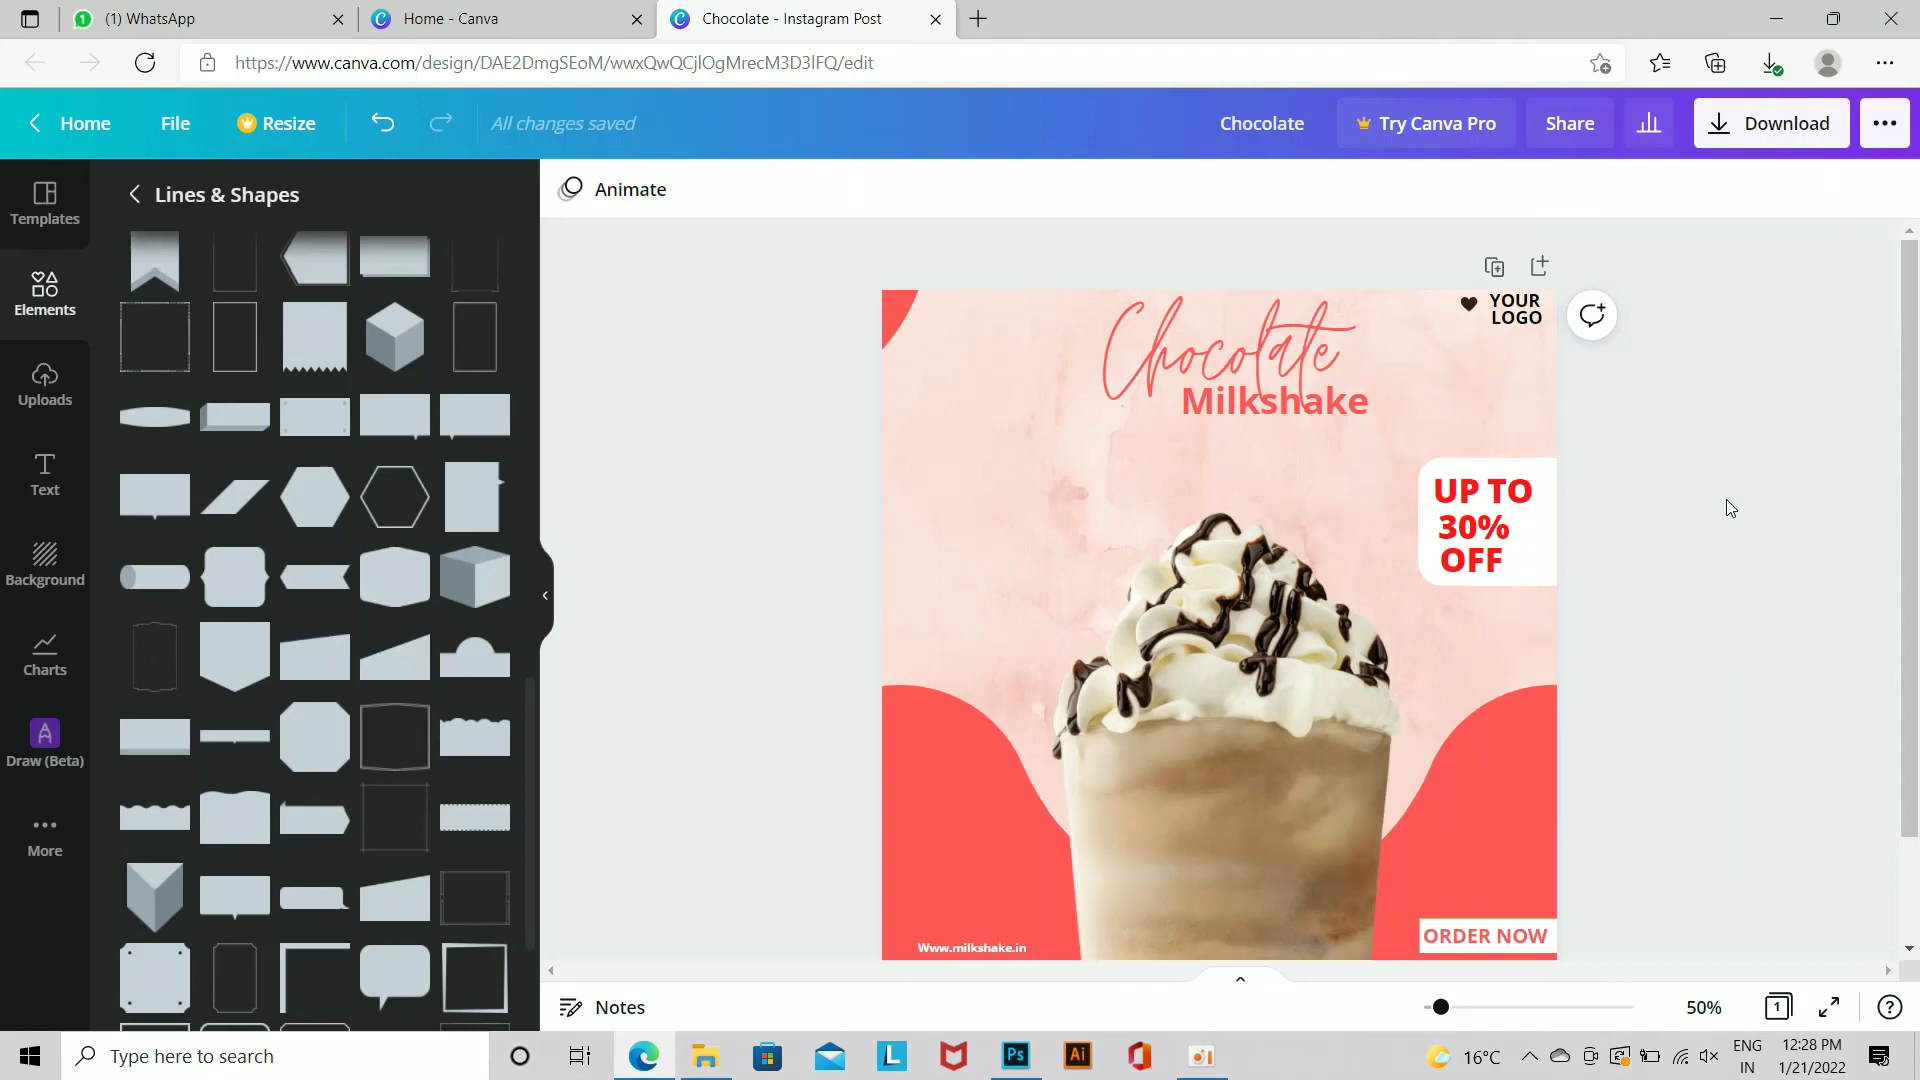 (1) WhatsApp
Home - Canva
Chocolate - Instagram Post
https://www.canva.com/design/DAE2DmgSEoM/wwxQwQCjlOgMrecM3D3lFQ/edit
Home
File
Resize
All changes saved
Chocolate
Try Canva Pro
Share
Download
Templates
Elements
Uploads
Text
Background
Charts
Draw (Beta)
More
Lines & Shapes
Animate
Chocolate
Milkshake
YOUR
LOGO
UP TO
30%
OFF
Www.milkshake.in
ORDER NOW
Notes
50%
1
Type here to search
L
Ps
Ai
16°C
ENG
IN
12:28 PM
1/21/2022